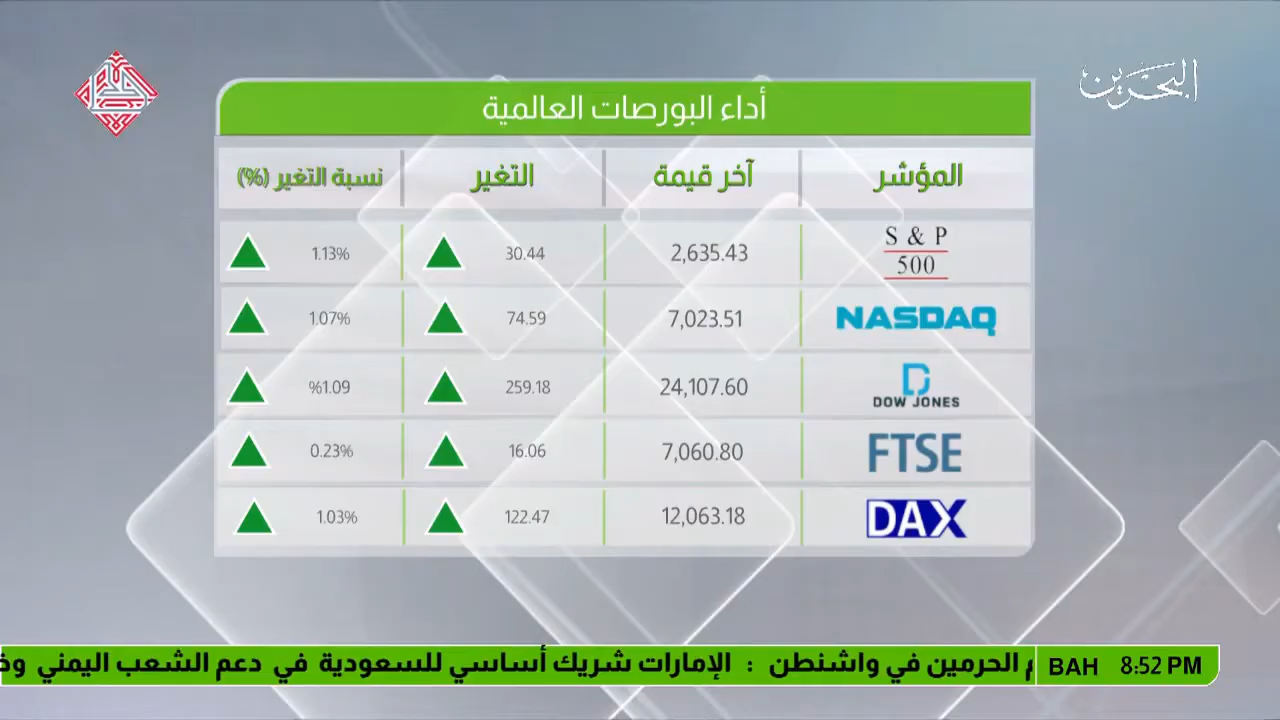 البحرين
أداء البورصات العالمية
المؤشر آخر قيمة التغير نسبة التغير (%)
S & P 500 2,635.43 30.44 1.13%
NASDAQ 7,023.51 74.59 1.07%
DOW JONES 24,107.60 259.18 %1.09
FTSE 7,060.80 16.06 0.23%
DAX 12,063.18 122.47 1.03%
BAH 8:52 PM
الحرمين في واشنطن : الإمارات شريك أساسي للسعودية في دعم الشعب اليمني